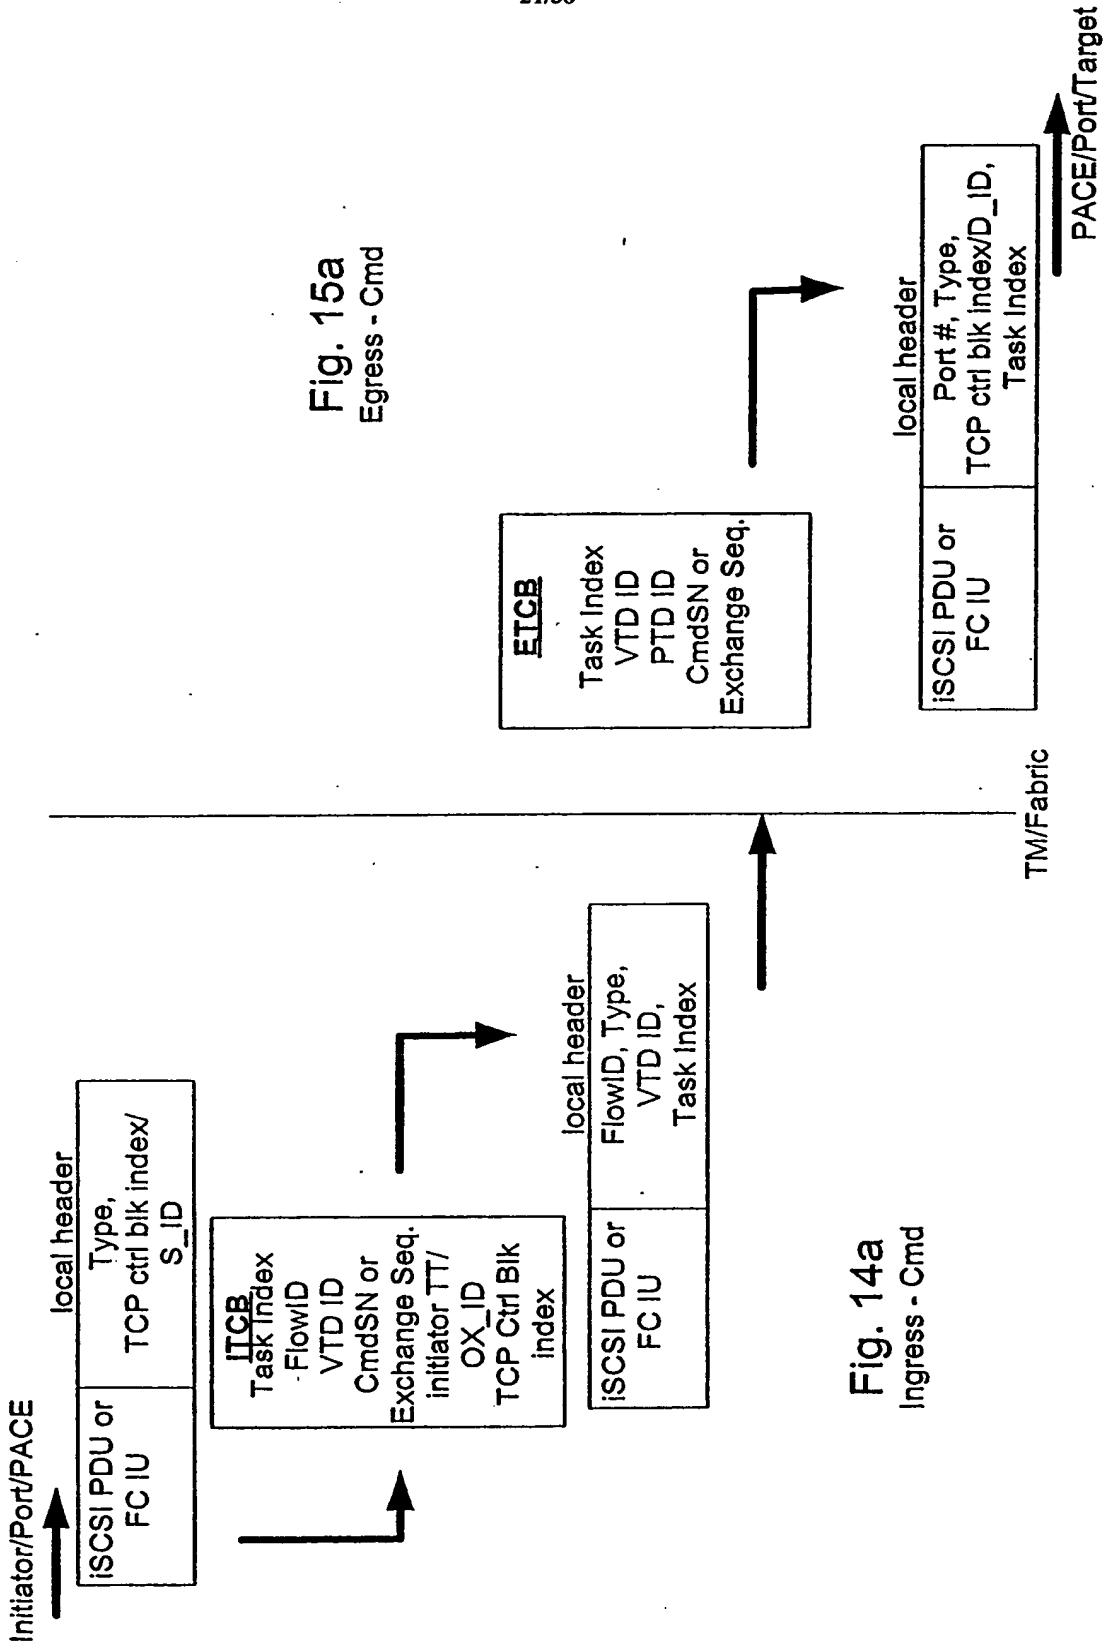 Initiator/Port/PACE
local header
iSCSI PDU or
FC IU
Type,
TCP ctrl blk index/
S_ID
ITCB
Task Index
FlowID
VTD ID
CmdSN or
Exchange Seq.
initiator TT/
OX_ID
TCP Ctrl Blk
index
local header
iSCSI PDU or
FC IU
FlowID, Type,
VTD ID,
Task Index
Fig. 14a
Ingress - Cmd
TM/Fabric
Fig. 15a
Egress - Cmd
ETCB
Task Index
VTD ID
PTD ID
CmdSN or
Exchange Seq.
local header
iSCSI PDU or
FC IU
Port #, Type,
TCP ctrl blk index/D_ID,
Task Index
PACE/Port/Target